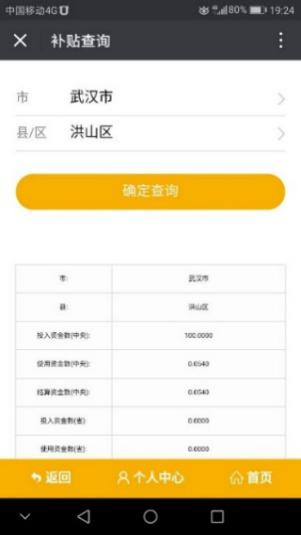 中国移动4G 80% 19:24
补贴查询
市 武汉市
县/区 洪山区
确定查询
市: 武汉市
县: 洪山区
投入资金数(中央): 100.0000
使用资金数(中央): 0.0540
结算资金数(中央): 0.0540
投入资金数(省): 0.0000
使用资金数(省): 0.0000
返回 个人中心 首页